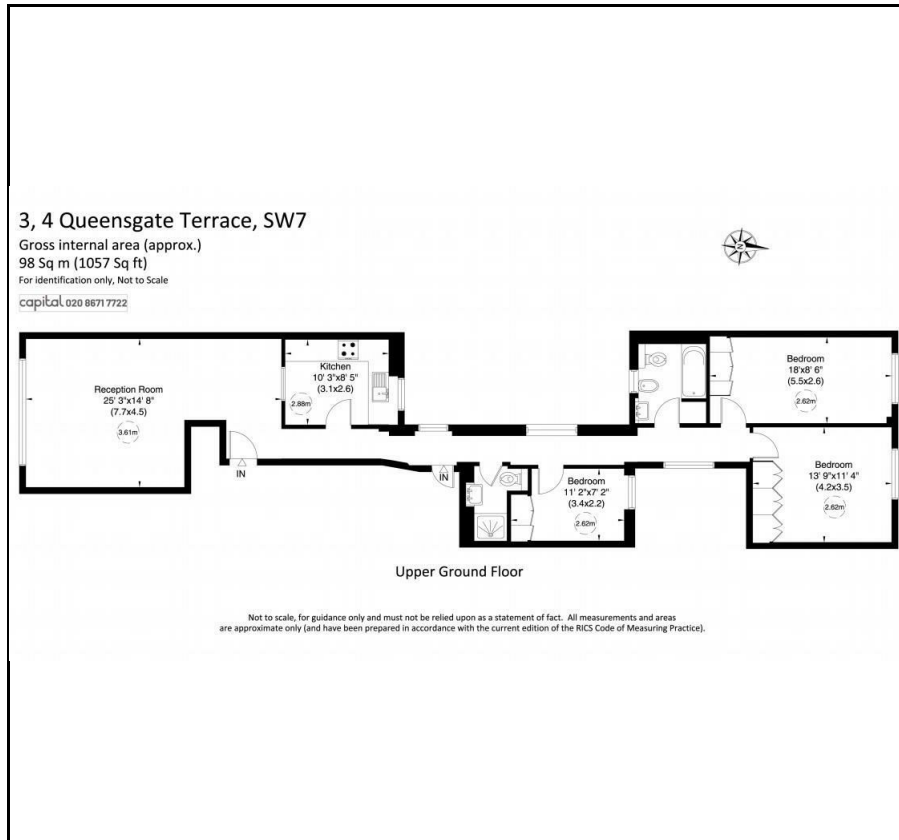 3, 4 Queensgate Terrace, SW7
Gross internal area (approx.)
98 Sq m (1057 Sq ft)
For identification only, Not to Scale
capital 020 8671 7722
N
Reception Room
25' 3"x14' 8"
(7.7x4.5)
3.61m
Kitchen
10' 3"x8' 5"
(3.1x2.6)
2.88m
IN
IN
Bedroom
11' 2"x7' 2"
(3.4x2.2)
2.62m
Bedroom
18'x8' 6"
(5.5x2.6)
2.62m
Bedroom
13' 9"x11' 4"
(4.2x3.5)
2.62m
Upper Ground Floor
Not to scale, for guidance only and must not be relied upon as a statement of fact. All measurements and areas
are approximate only (and have been prepared in accordance with the current edition of the RICS Code of Measuring Practice).